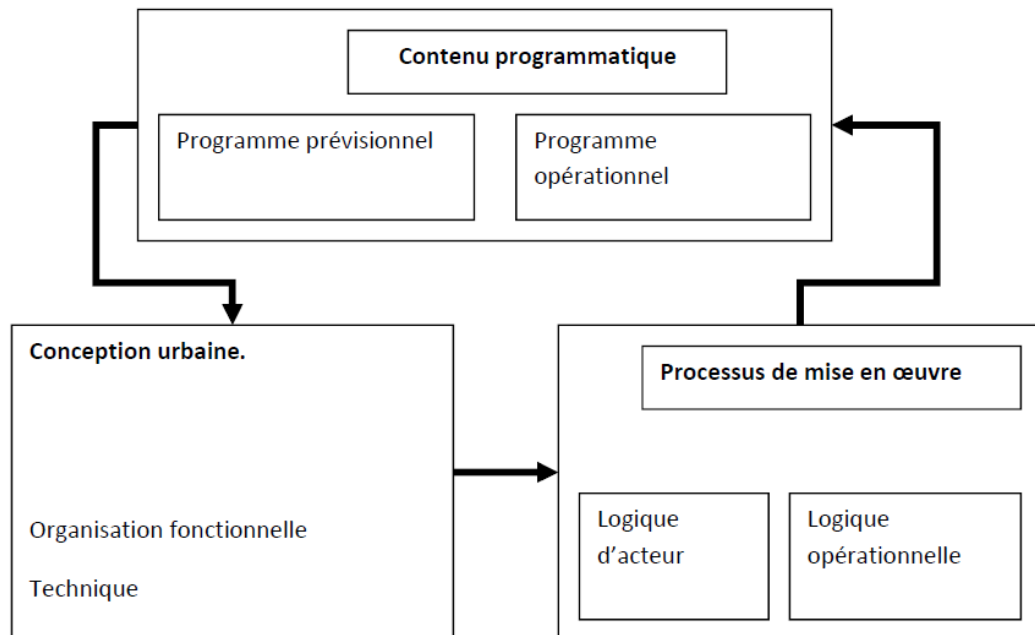 Contenu programmatique
Programme prévisionnel
Programme
opérationnel
Conception urbaine.
Organisation fonctionnelle
Technique
Processus de mise en œuvre
Logique
d’acteur
Logique
opérationnelle